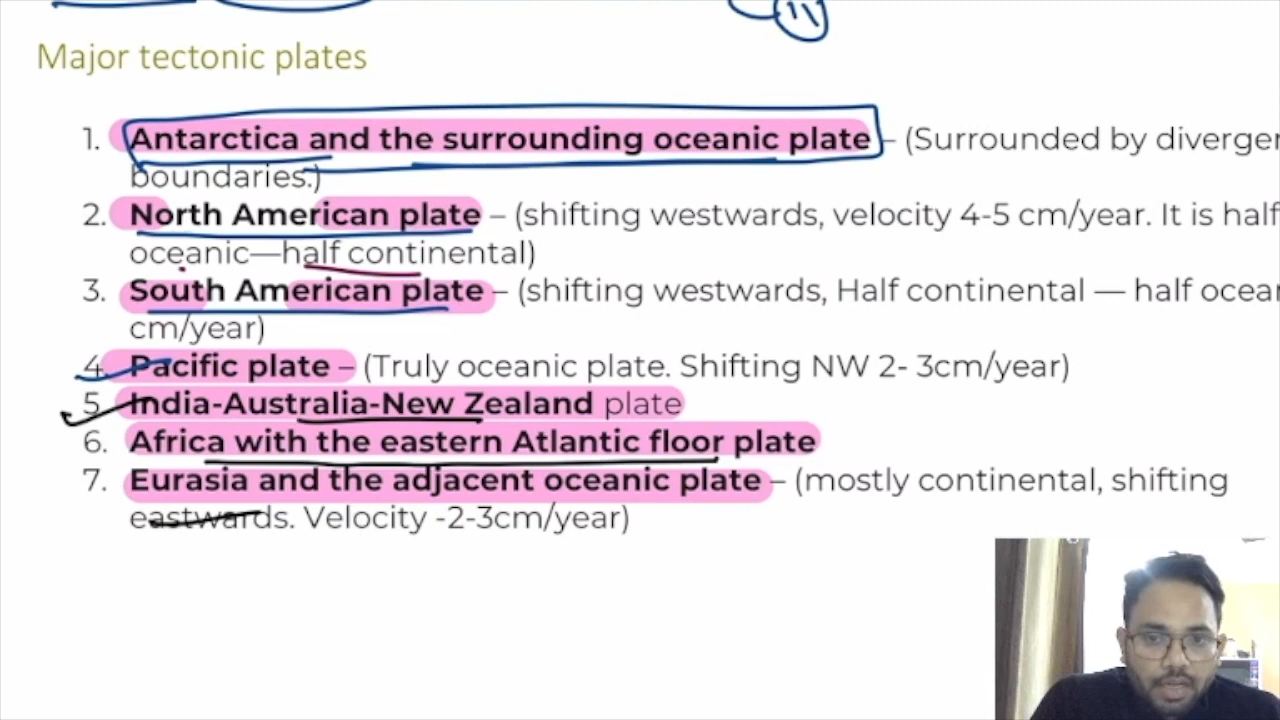 Major tectonic plates
1. Antarctica and the surrounding oceanic plate – (Surrounded by diverger
boundaries.)
2. North American plate – (shifting westwards, velocity 4-5 cm/year. It is half
oceanic—half continental)
3. South American plate – (shifting westwards, Half continental — half ocear
cm/year)
4. Pacific plate – (Truly oceanic plate. Shifting NW 2- 3cm/year)
5. India-Australia-New Zealand plate
6. Africa with the eastern Atlantic floor plate
7. Eurasia and the adjacent oceanic plate – (mostly continental, shifting
eastwards. Velocity -2-3cm/year)